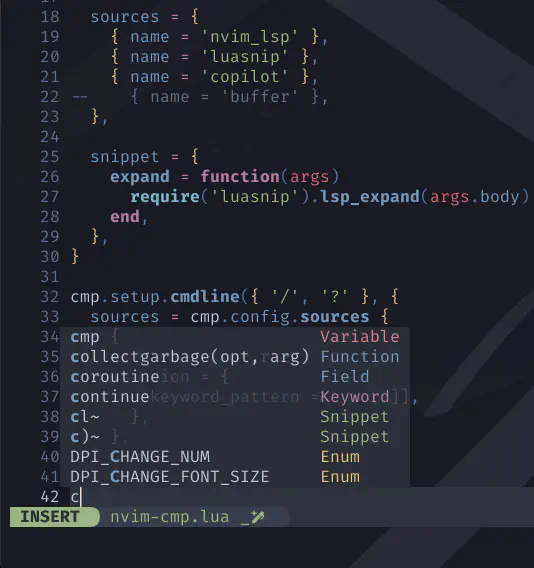 18 sources = {
19 { name = 'nvim_lsp' },
20 { name = 'luasnip' },
21 { name = 'copilot' },
22 -- { name = 'buffer' },
23 },
24
25 snippet = {
26 expand = function(args)
27 require('luasnip').lsp_expand(args.body)
28 end,
29 },
30 }
31
32 cmp.setup.cmdline({ '/', '?' }, {
33 sources = cmp.config.sources {
34 cmp { Variable
35 collectgarbage(opt, arg) Function
36 coroutine = { Field
37 continue keyword_pattern = Keyword ]],
38 cl~ }, Snippet
39 c)~ }, Snippet
40 DPI_CHANGE_NUM Enum
41 DPI_CHANGE_FONT_SIZE Enum
42 c
INSERT nvim-cmp.lua _